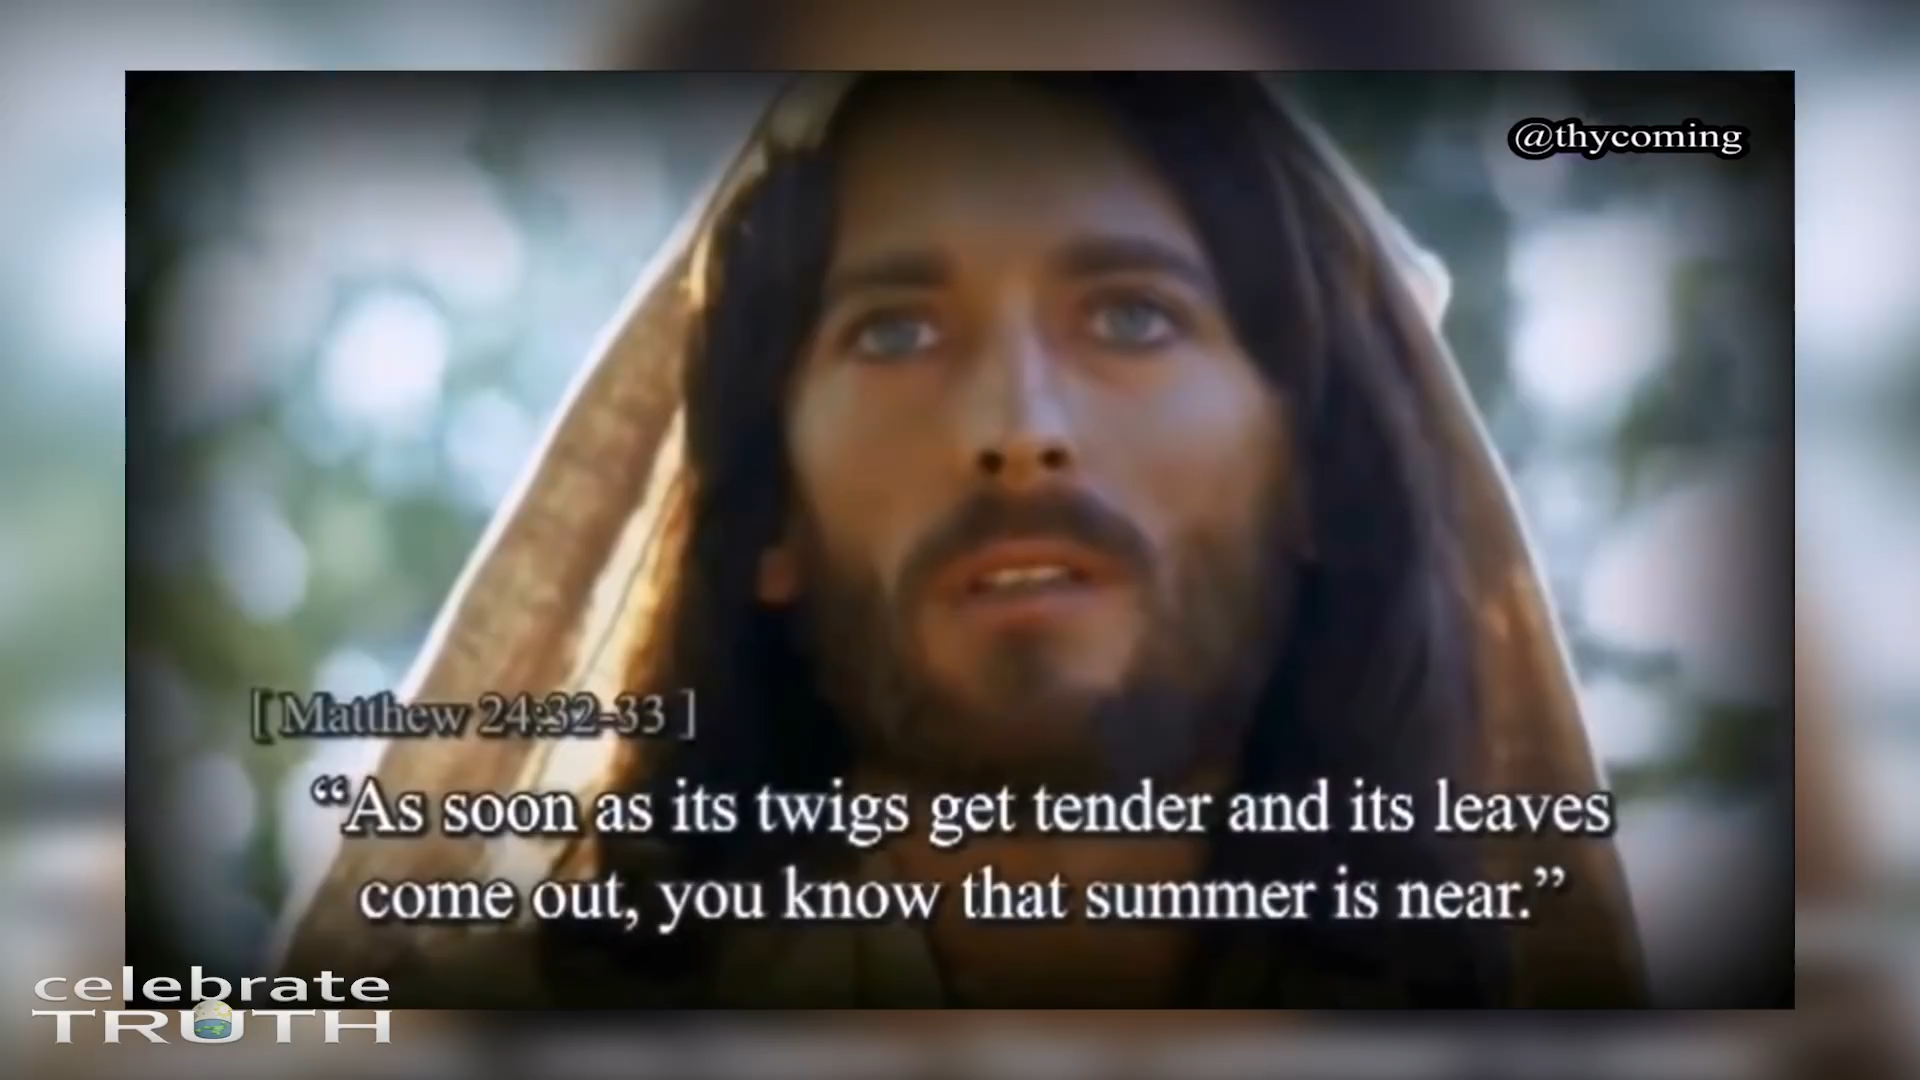 @thycoming
[ Matthew 24:32-33 ]
“As soon as its twigs get tender and its leaves
come out, you know that summer is near.”
celebrate
TRUTH